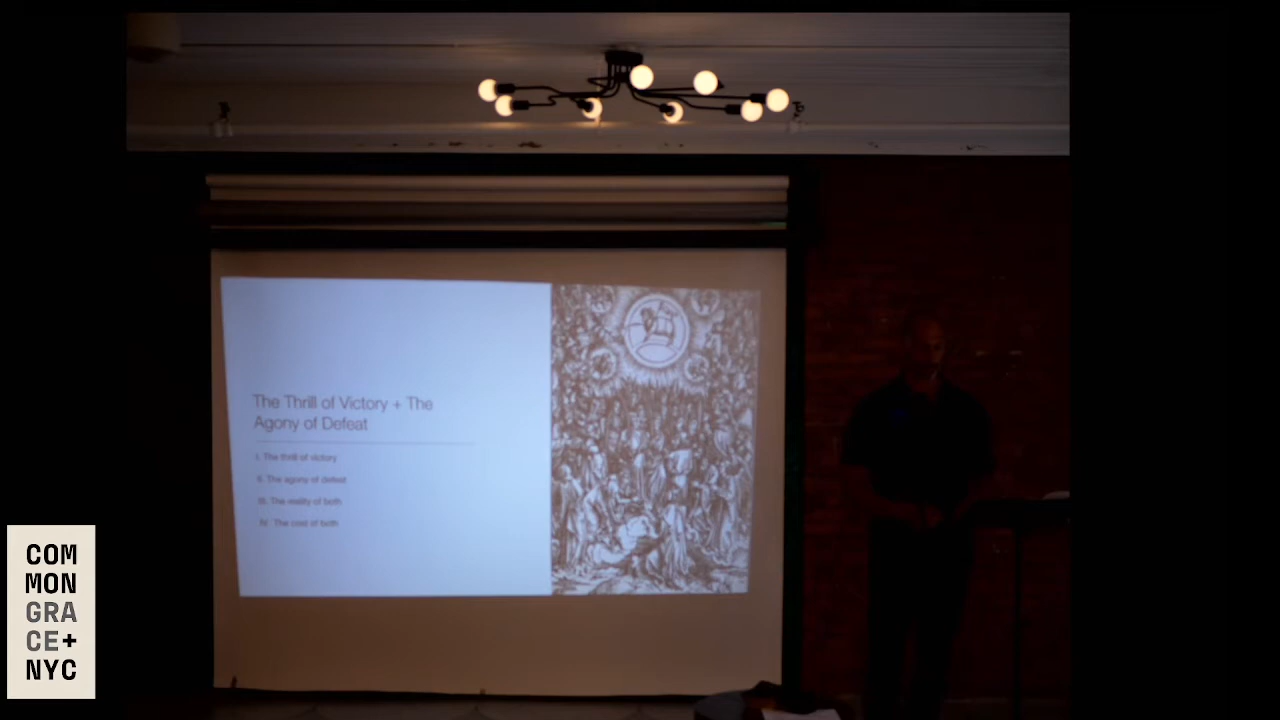 The Thrill of Victory + The
Agony of Defeat
I. The thrill of victory
II. The agony of defeat
III. The reality of both
IV. The cost of both
COM
MON
GRA
CE+
NYC